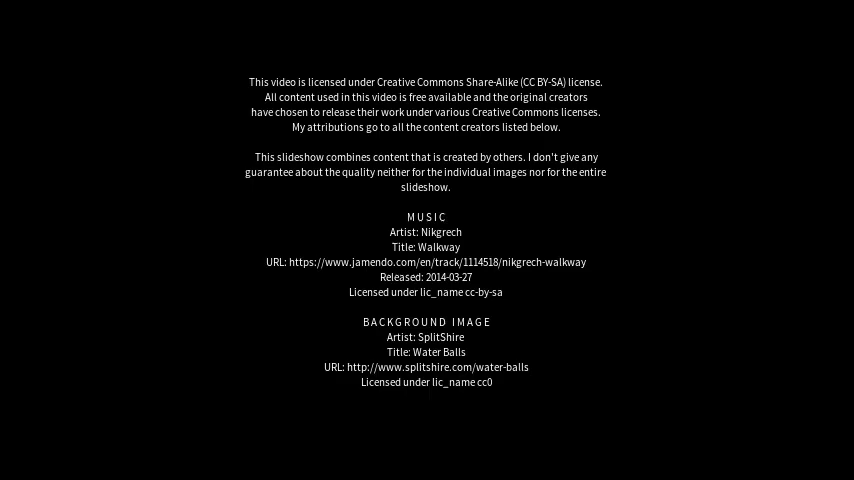 This video is licensed under Creative Commons Share-Alike (CC BY-SA) license.
All content used in this video is free available and the original creators
have chosen to release their work under various Creative Commons licenses.
My attributions go to all the content creators listed below.
This slideshow combines content that is created by others. I don't give any
guarantee about the quality neither for the individual images nor for the entire
slideshow.
MUSIC
Artist: Nikgrech
Title: Walkway
URL: https://www.jamendo.com/en/track/1114518/nikgrech-walkway
Released: 2014-03-27
Licensed under lic_name cc-by-sa
BACKGROUND IMAGE
Artist: SplitShire
Title: Water Balls
URL: http://www.splitshire.com/water-balls
Licensed under lic_name cc0